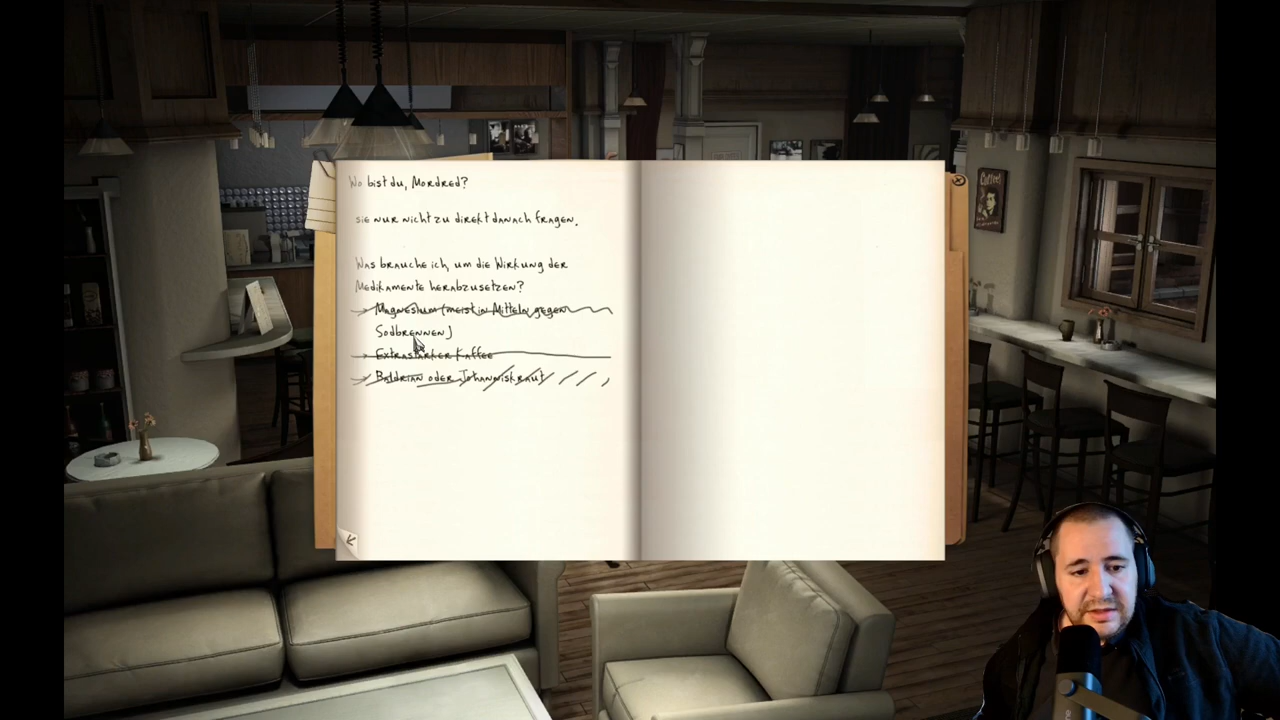 Wo bist du, Mordred?
sie nur nicht zu direkt danach fragen.
Was brauche ich, um die Wirkung der
Medikamente herabzusetzen?
→ Magnesium (meist in Mitteln gegen
Sodbrennen)
→ Extrastarker Kaffee
→ Baldrian oder Johanniskraut
Coffee!